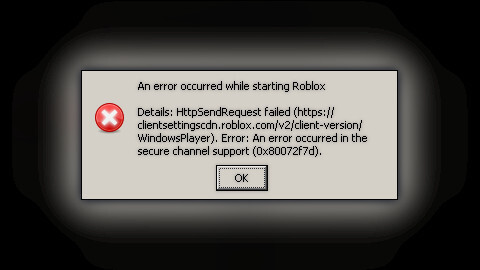 An error occurred while starting Roblox
Details: HttpSendRequest failed (https://
clientsettingscdn.roblox.com/v2/client-version/
WindowsPlayer). Error: An error occurred in the
secure channel support (0x80072f7d).
OK